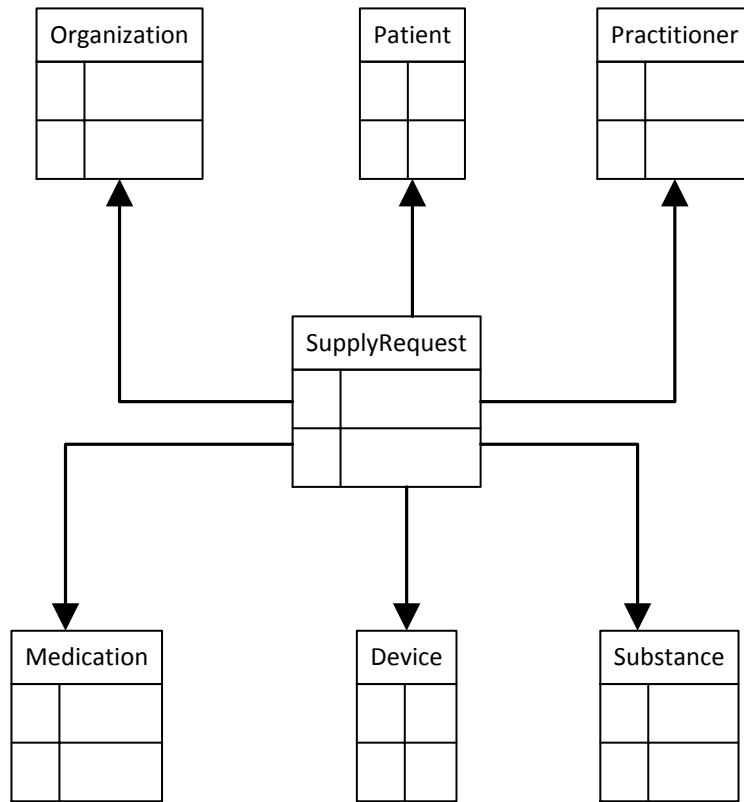 Organization
Patient
Practitioner
SupplyRequest
Medication
Device
Substance